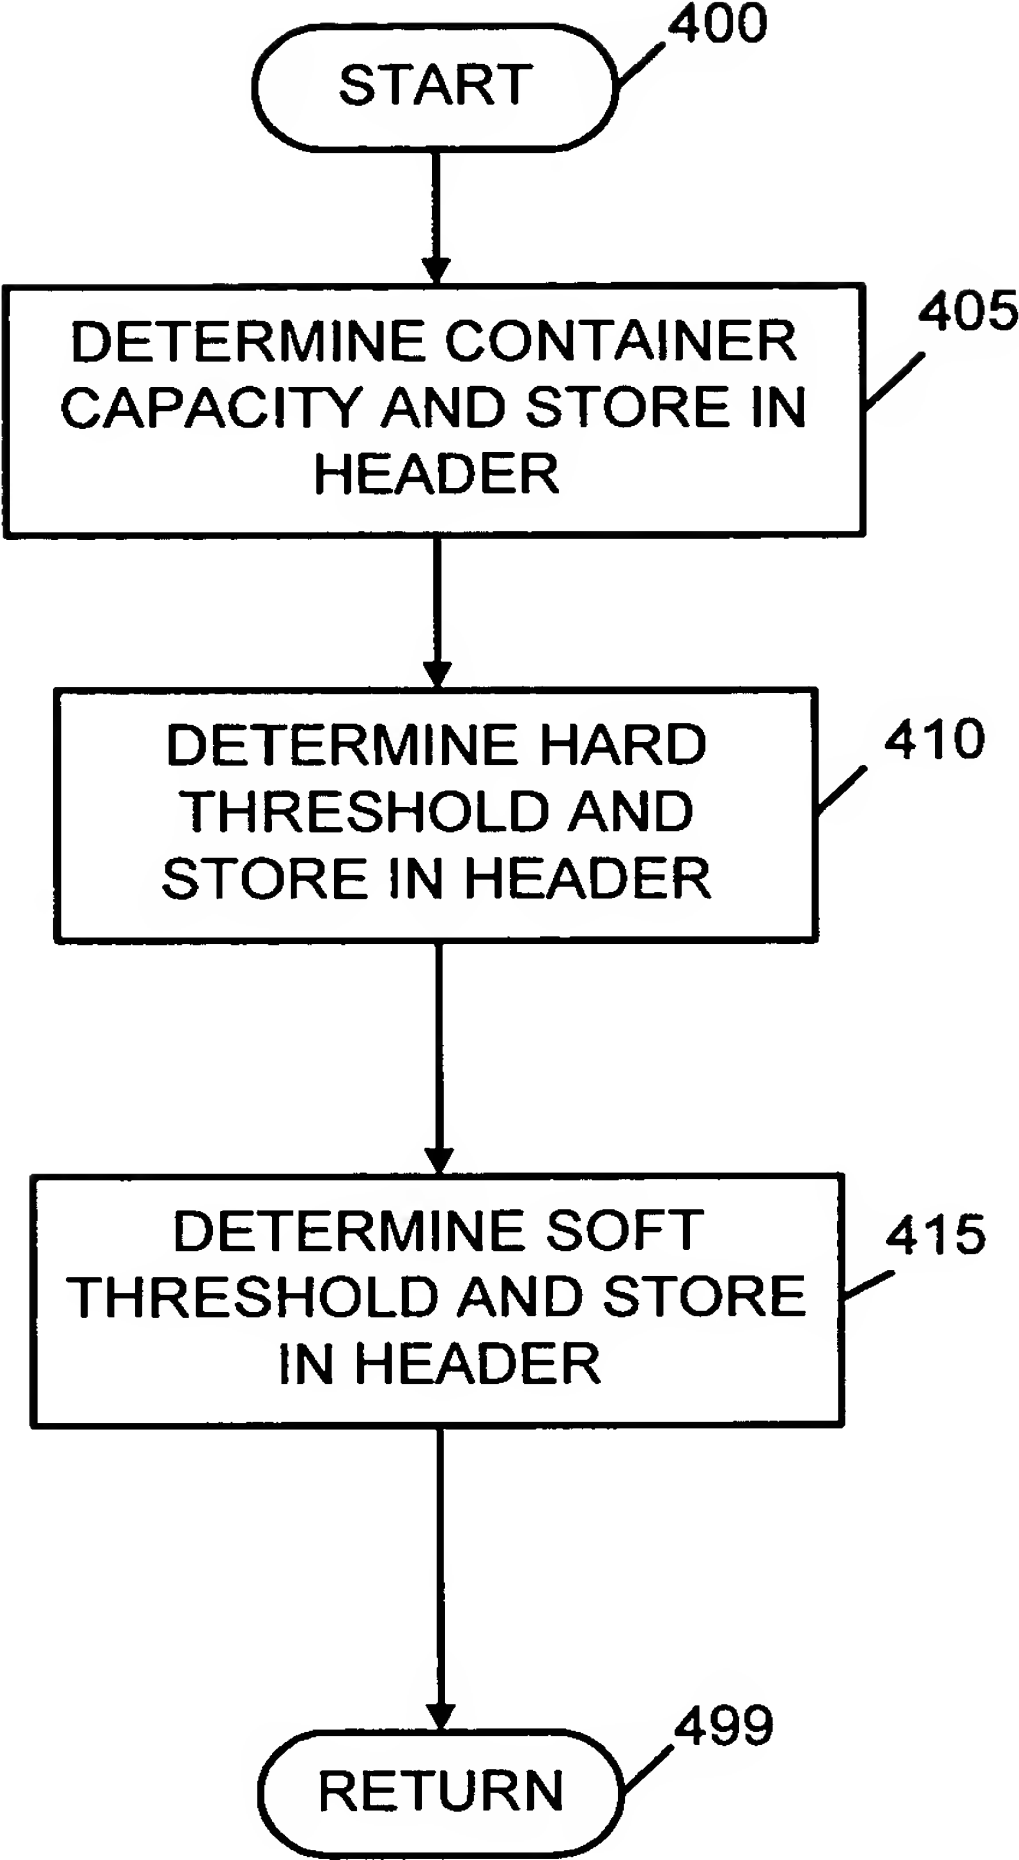 400
START
405
DETERMINE CONTAINER
CAPACITY AND STORE IN
HEADER
410
DETERMINE HARD
THRESHOLD AND
STORE IN HEADER
415
DETERMINE SOFT
THRESHOLD AND STORE
IN HEADER
499
RETURN